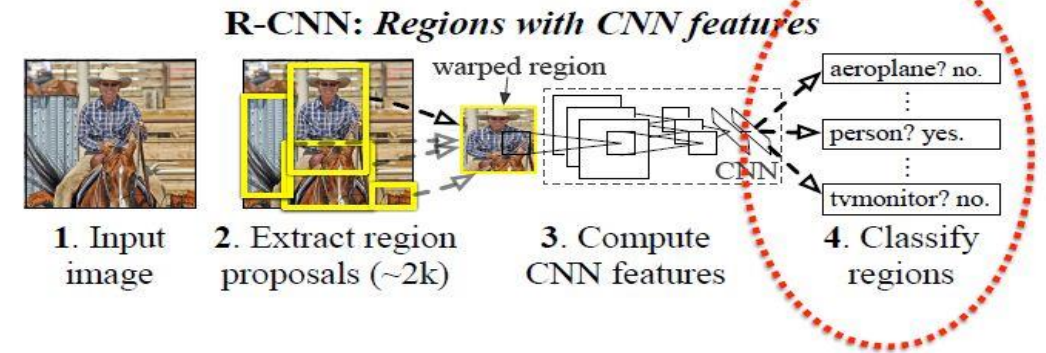 R-CNN: Regions with CNN features
warped region
aeroplane? no.
⋮
person? yes.
⋮
tvmonitor? no.
CNN
1. Input
image
2. Extract region
proposals (~2k)
3. Compute
CNN features
4. Classify
regions